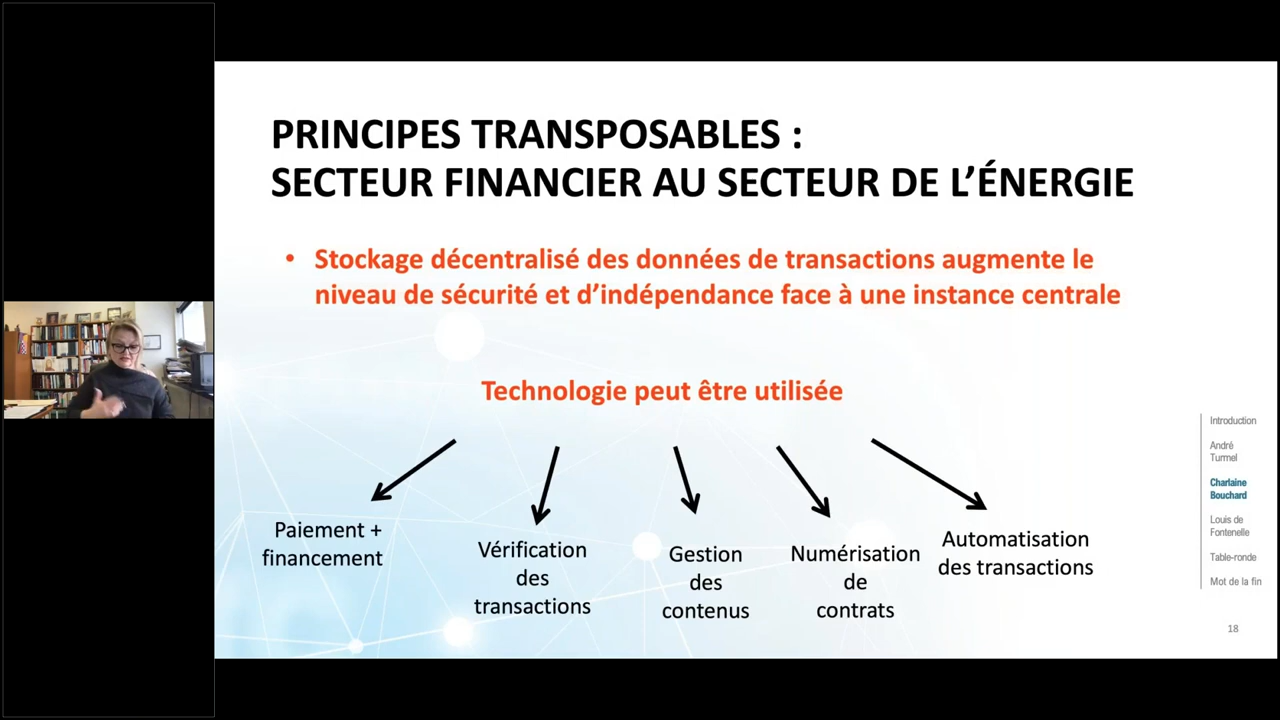 PRINCIPES TRANSPOSABLES :
SECTEUR FINANCIER AU SECTEUR DE L’ÉNERGIE
• Stockage décentralisé des données de transactions augmente le
niveau de sécurité et d’indépendance face à une instance centrale
Technologie peut être utilisée
Paiement +
financement
Vérification
des
transactions
Gestion
des
contenus
Numérisation
de
contrats
Automatisation
des transactions
Introduction
André
Turmel
Charlaine
Bouchard
Louis de
Fontenelle
Table-ronde
Mot de la fin
18